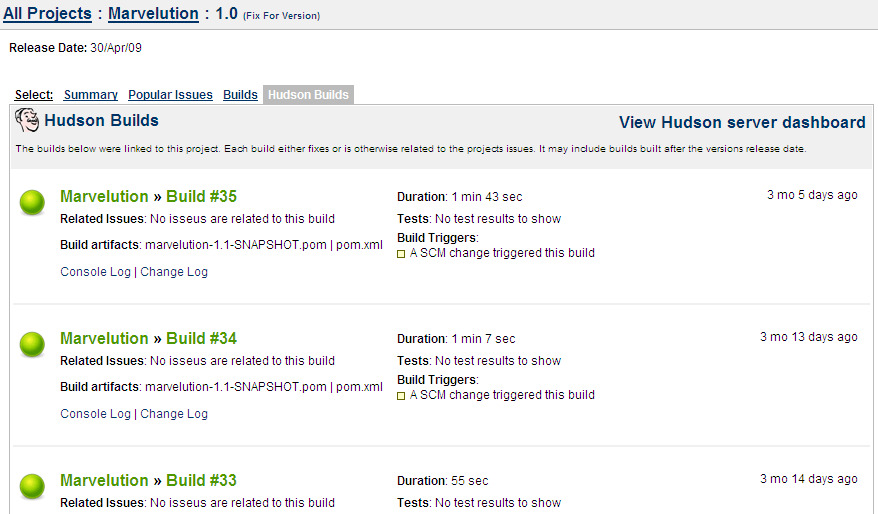 All Projects : Marvelution : 1.0 (Fix For Version)
Release Date: 30/Apr/09
Select: Summary Popular Issues Builds Hudson Builds
Hudson Builds View Hudson server dashboard
The builds below were linked to this project. Each build either fixes or is otherwise related to the projects issues. It may include builds built after the versions release date.
Marvelution » Build #35 Duration: 1 min 43 sec 3 mo 5 days ago
Related Issues: No isseus are related to this build Tests: No test results to show
Build artifacts: marvelution-1.1-SNAPSHOT.pom | pom.xml Build Triggers:
A SCM change triggered this build
Console Log | Change Log
Marvelution » Build #34 Duration: 1 min 7 sec 3 mo 13 days ago
Related Issues: No isseus are related to this build Tests: No test results to show
Build artifacts: marvelution-1.1-SNAPSHOT.pom | pom.xml Build Triggers:
A SCM change triggered this build
Console Log | Change Log
Marvelution » Build #33 Duration: 55 sec 3 mo 14 days ago
Related Issues: No isseus are related to this build Tests: No test results to show